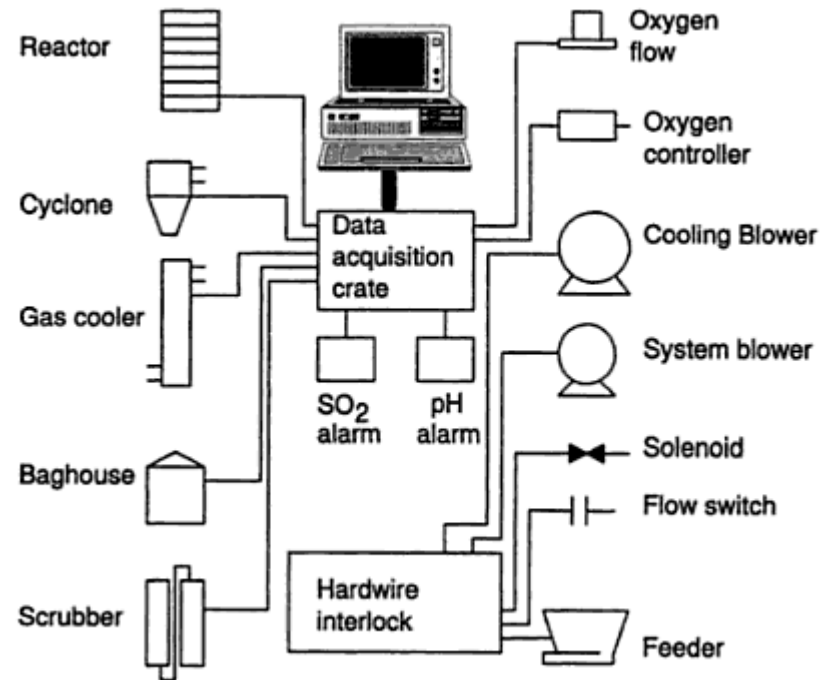 Reactor
Cyclone
Gas cooler
Baghouse
Scrubber
Data
acquisition
crate
SO₂
alarm
pH
alarm
Hardwire
interlock
Oxygen
flow
Oxygen
controller
Cooling Blower
System blower
Solenoid
Flow switch
Feeder